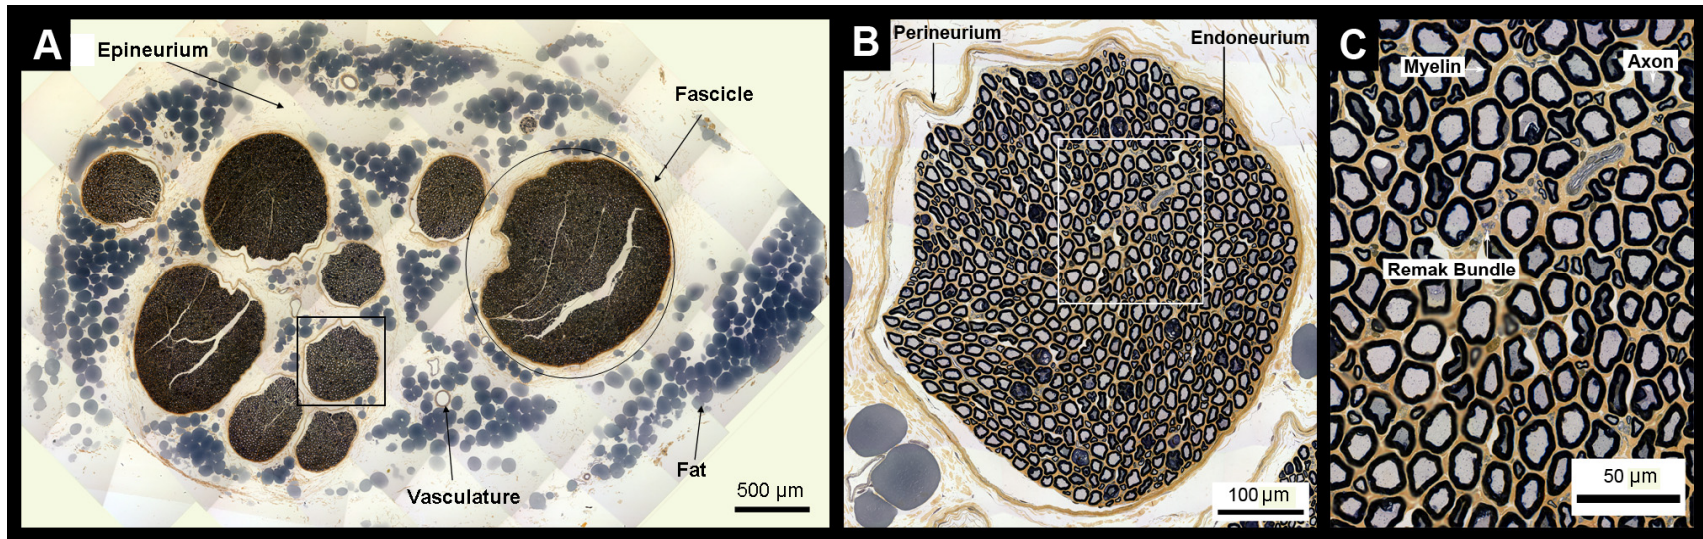 A
Epineurium
Fascicle
Vasculature
Fat
500 µm
B
Perineurium
Endoneurium
100 µm
C
Myelin
Axon
Remak Bundle
50 µm